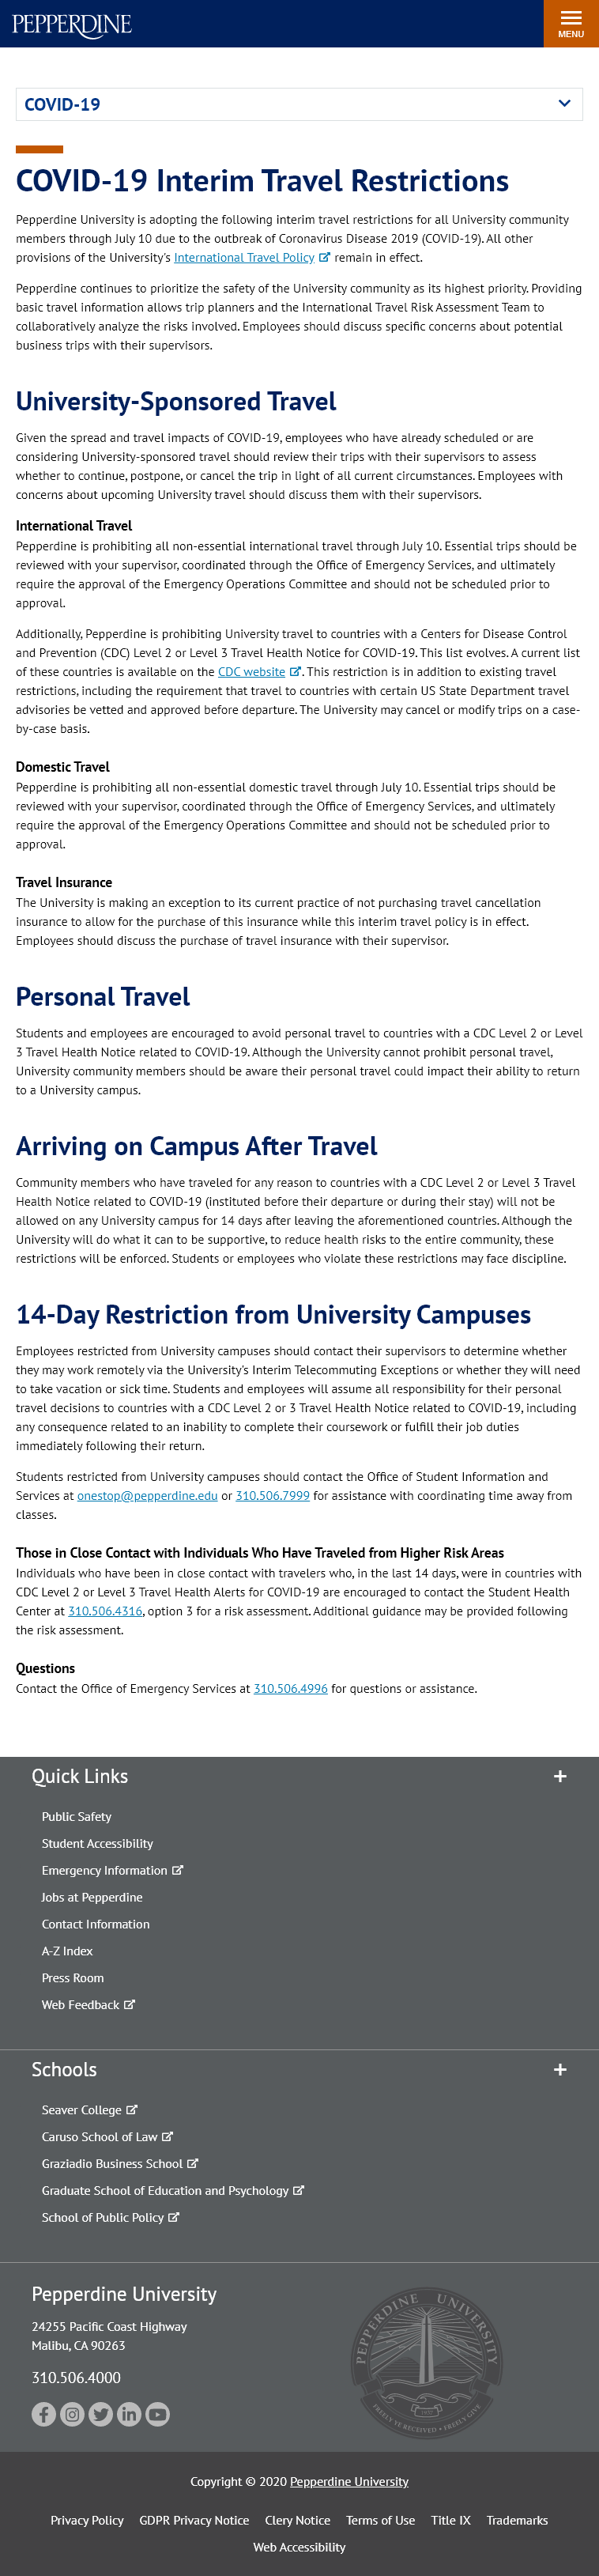 PEPPERDINE
MENU
COVID-19
COVID-19 Interim Travel Restrictions
Pepperdine University is adopting the following interim travel restrictions for all University community
members through July 10 due to the outbreak of Coronavirus Disease 2019 (COVID-19). All other
provisions of the University's International Travel Policy remain in effect.
Pepperdine continues to prioritize the safety of the University community as its highest priority. Providing
basic travel information allows trip planners and the International Travel Risk Assessment Team to
collaboratively analyze the risks involved. Employees should discuss specific concerns about potential
business trips with their supervisors.
University-Sponsored Travel
Given the spread and travel impacts of COVID-19, employees who have already scheduled or are
considering University-sponsored travel should review their trips with their supervisors to assess
whether to continue, postpone, or cancel the trip in light of all current circumstances. Employees with
concerns about upcoming University travel should discuss them with their supervisors.
International Travel
Pepperdine is prohibiting all non-essential international travel through July 10. Essential trips should be
reviewed with your supervisor, coordinated through the Office of Emergency Services, and ultimately
require the approval of the Emergency Operations Committee and should not be scheduled prior to
approval.
Additionally, Pepperdine is prohibiting University travel to countries with a Centers for Disease Control
and Prevention (CDC) Level 2 or Level 3 Travel Health Notice for COVID-19. This list evolves. A current list
of these countries is available on the CDC website. This restriction is in addition to existing travel
restrictions, including the requirement that travel to countries with certain US State Department travel
advisories be vetted and approved before departure. The University may cancel or modify trips on a case-
by-case basis.
Domestic Travel
Pepperdine is prohibiting all non-essential domestic travel through July 10. Essential trips should be
reviewed with your supervisor, coordinated through the Office of Emergency Services, and ultimately
require the approval of the Emergency Operations Committee and should not be scheduled prior to
approval.
Travel Insurance
The University is making an exception to its current practice of not purchasing travel cancellation
insurance to allow for the purchase of this insurance while this interim travel policy is in effect.
Employees should discuss the purchase of travel insurance with their supervisor.
Personal Travel
Students and employees are encouraged to avoid personal travel to countries with a CDC Level 2 or Level
3 Travel Health Notice related to COVID-19. Although the University cannot prohibit personal travel,
University community members should be aware their personal travel could impact their ability to return
to a University campus.
Arriving on Campus After Travel
Community members who have traveled for any reason to countries with a CDC Level 2 or Level 3 Travel
Health Notice related to COVID-19 (instituted before their departure or during their stay) will not be
allowed on any University campus for 14 days after leaving the aforementioned countries. Although the
University will do what it can to be supportive, to reduce health risks to the entire community, these
restrictions will be enforced. Students or employees who violate these restrictions may face discipline.
14-Day Restriction from University Campuses
Employees restricted from University campuses should contact their supervisors to determine whether
they may work remotely via the University's Interim Telecommuting Exceptions or whether they will need
to take vacation or sick time. Students and employees will assume all responsibility for their personal
travel decisions to countries with a CDC Level 2 or 3 Travel Health Notice related to COVID-19, including
any consequence related to an inability to complete their coursework or fulfill their job duties
immediately following their return.
Students restricted from University campuses should contact the Office of Student Information and
Services at onestop@pepperdine.edu or 310.506.7999 for assistance with coordinating time away from
classes.
Those in Close Contact with Individuals Who Have Traveled from Higher Risk Areas
Individuals who have been in close contact with travelers who, in the last 14 days, were in countries with
CDC Level 2 or Level 3 Travel Health Alerts for COVID-19 are encouraged to contact the Student Health
Center at 310.506.4316, option 3 for a risk assessment. Additional guidance may be provided following
the risk assessment.
Questions
Contact the Office of Emergency Services at 310.506.4996 for questions or assistance.
Quick Links
Public Safety
Student Accessibility
Emergency Information
Jobs at Pepperdine
Contact Information
A-Z Index
Press Room
Web Feedback
Schools
Seaver College
Caruso School of Law
Graziadio Business School
Graduate School of Education and Psychology
School of Public Policy
Pepperdine University
24255 Pacific Coast Highway
Malibu, CA 90263
310.506.4000
PEPPERDINE UNIVERSITY
FREELY YE RECEIVED FREELY GIVE
1937
Copyright © 2020 Pepperdine University
Privacy Policy GDPR Privacy Notice Clery Notice Terms of Use Title IX Trademarks
Web Accessibility